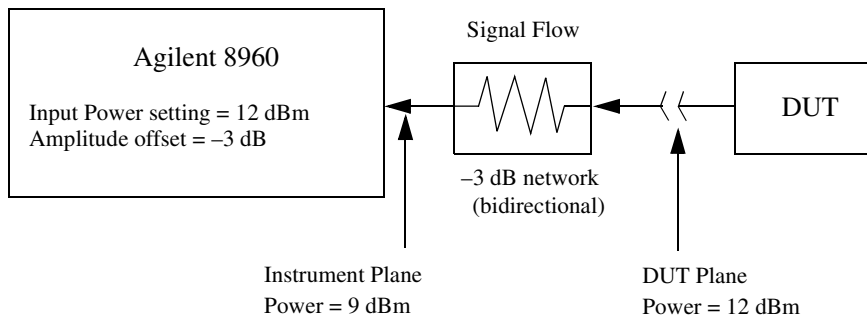 Signal Flow
Agilent 8960
Input Power setting = 12 dBm
Amplitude offset = –3 dB
DUT
–3 dB network
(bidirectional)
Instrument Plane
Power = 9 dBm
DUT Plane
Power = 12 dBm